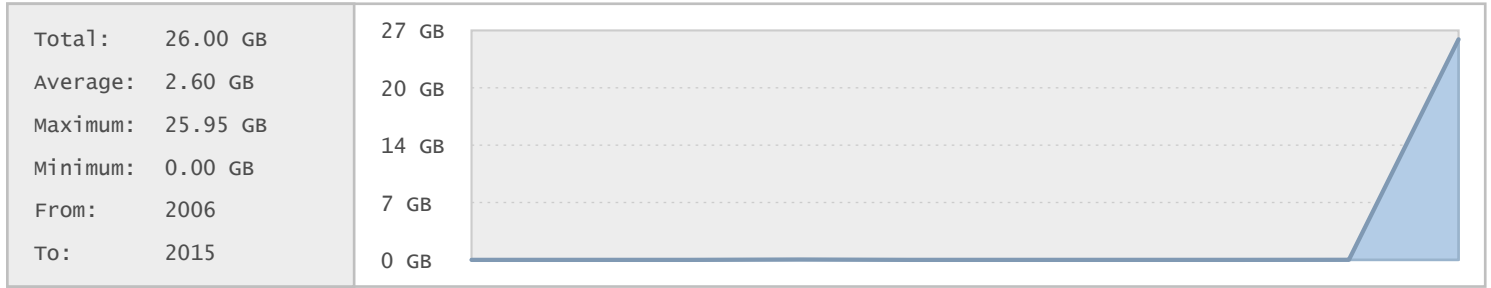 Total: 26.00 GB
Average: 2.60 GB
Maximum: 25.95 GB
Minimum: 0.00 GB
From: 2006
To: 2015
27 GB
20 GB
14 GB
7 GB
0 GB